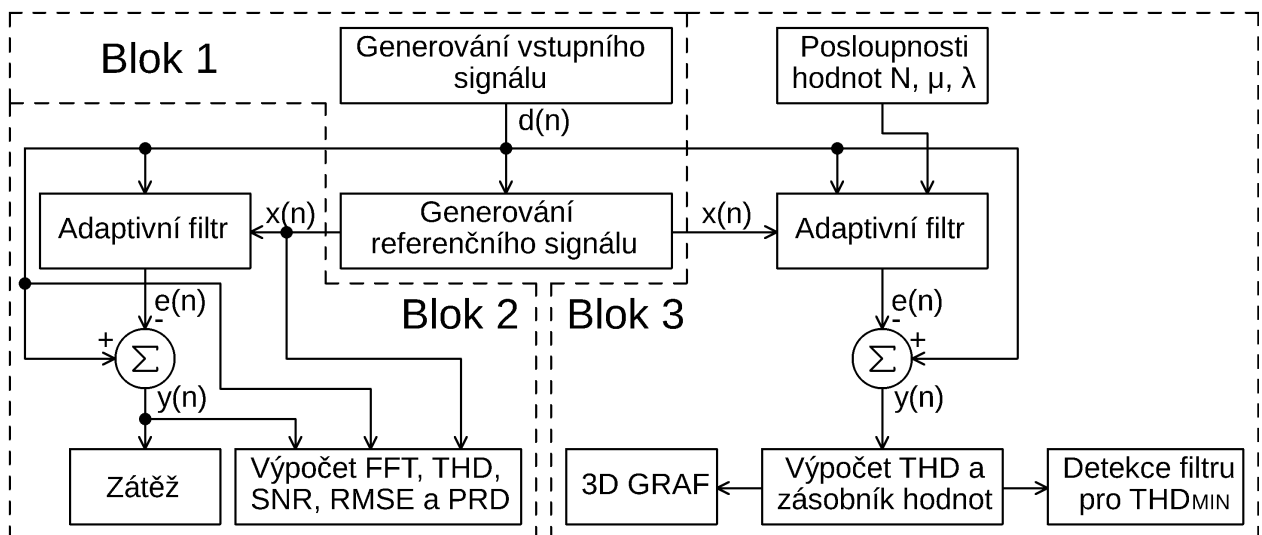 Blok 1
Generování vstupního
signálu
Posloupnosti
hodnot N, μ, λ
d(n)
Adaptivní filtr
x(n)
Generování
referenčního signálu
x(n)
Adaptivní filtr
e(n)
-
+
Σ
y(n)
Blok 2
Blok 3
e(n)
-
+
Σ
y(n)
Zátěž
Výpočet FFT, THD,
SNR, RMSE a PRD
3D GRAF
Výpočet THD a
zásobník hodnot
Detekce filtru
pro THDMIN